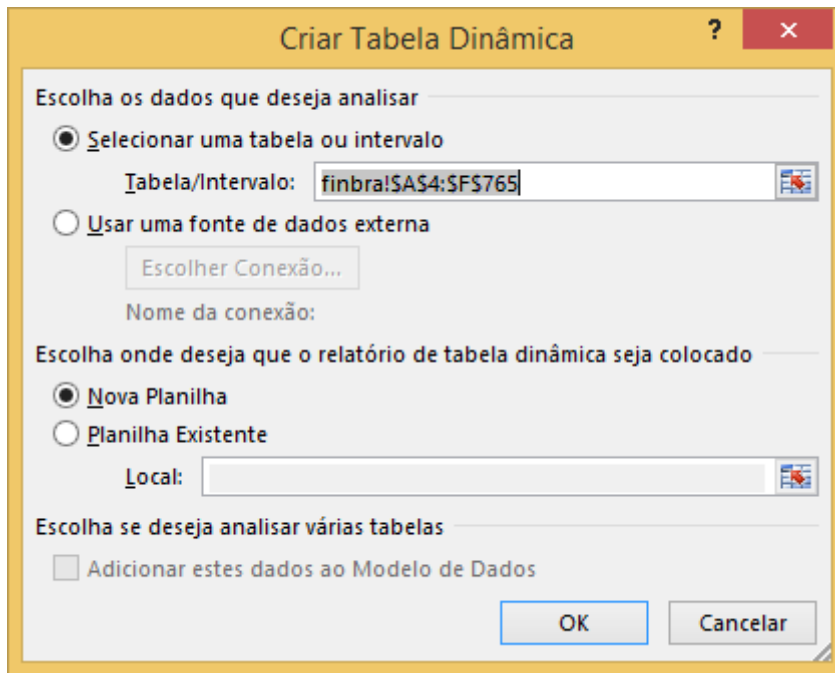 Criar Tabela Dinâmica
?
Escolha os dados que deseja analisar
Selecionar uma tabela ou intervalo
Tabela/Intervalo: finbra!$A$4:$F$765
Usar uma fonte de dados externa
Escolher Conexão...
Nome da conexão:
Escolha onde deseja que o relatório de tabela dinâmica seja colocado
Nova Planilha
Planilha Existente
Local:
Escolha se deseja analisar várias tabelas
Adicionar estes dados ao Modelo de Dados
OK Cancelar